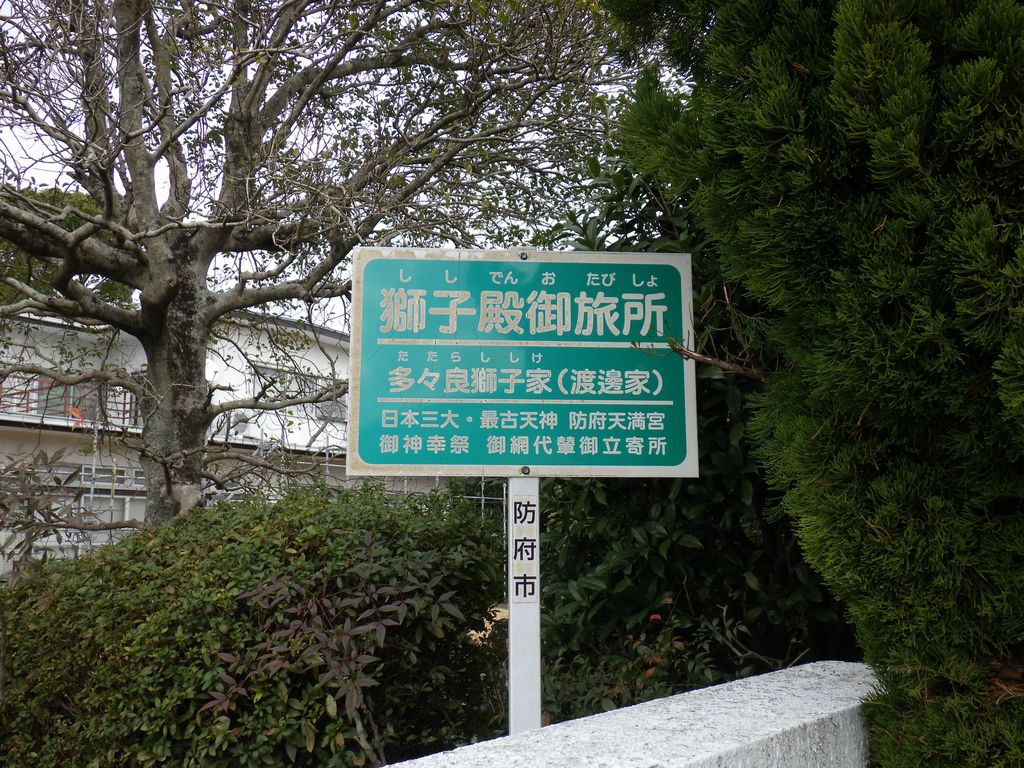 しし でん お たび しょ
獅子殿御旅所
たたらししけ
多々良獅子家(渡邊家)
日本三大・最古天神 防府天満宮
御神幸祭 御網代輦御立寄所
防府市